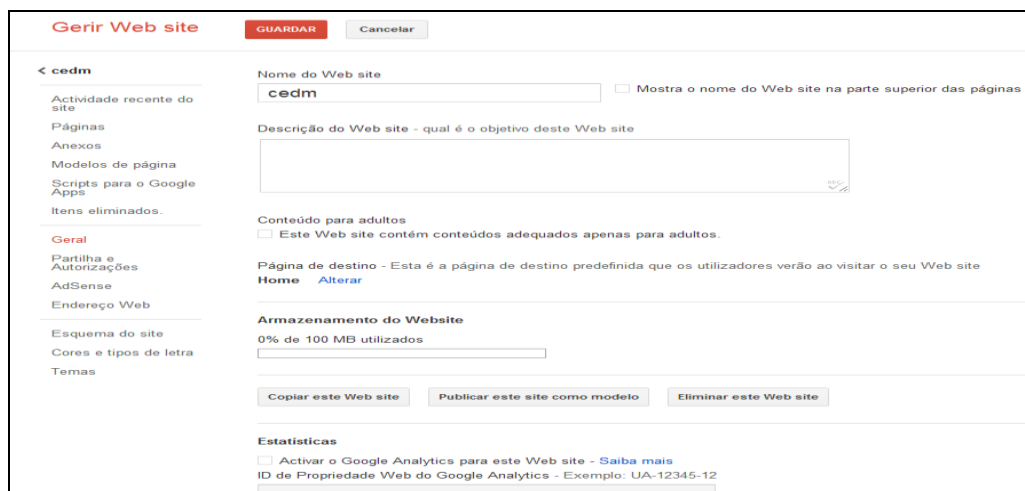 Gerir Web site
GUARDAR Cancelar
< cedm
Actividade recente do
site
Páginas
Anexos
Modelos de página
Scripts para o Google
Apps
Itens eliminados.
Geral
Partilha e
Autorizações
AdSense
Endereço Web
Esquema do site
Cores e tipos de letra
Temas
Nome do Web site
cedm
Mostra o nome do Web site na parte superior das páginas
Descrição do Web site - qual é o objetivo deste Web site
Conteúdo para adultos
Este Web site contém conteúdos adequados apenas para adultos.
Página de destino - Esta é a página de destino predefinida que os utilizadores verão ao visitar o seu Web site
Home Alterar
Armazenamento do Website
0% de 100 MB utilizados
Copiar este Web site Publicar este site como modelo Eliminar este Web site
Estatísticas
Activar o Google Analytics para este Web site - Saiba mais
ID de Propriedade Web do Google Analytics - Exemplo: UA-12345-12